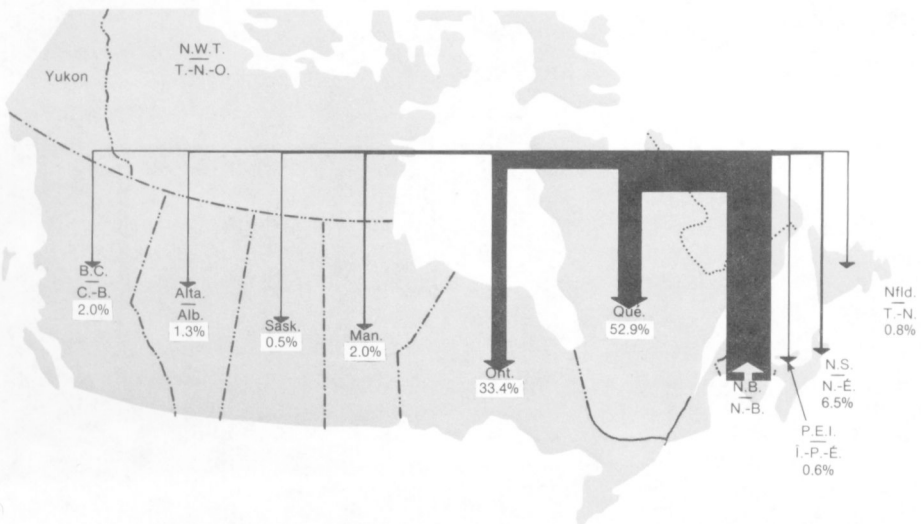 N.W.T.
T.-N.-O.
Yukon
B.C.
C.-B.
2.0%
Alta.
Alb.
1.3%
Sask.
0.5%
Man.
2.0%
Ont.
33.4%
Qué.
52.9%
N.B.
N.-B.
P.E.I.
Î.-P.-É.
0.6%
N.S.
N.-É.
6.5%
Nfld.
T.-N.
0.8%